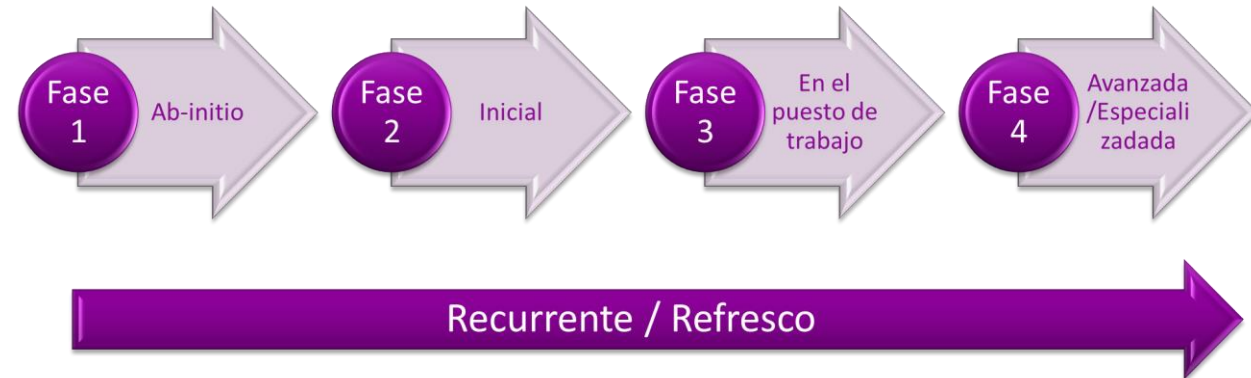 Fase
1
Ab-initio
Fase
2
Inicial
Fase
3
En el
puesto de
trabajo
Fase
4
Avanzada
/Especiali
zadada
Recurrente / Refresco